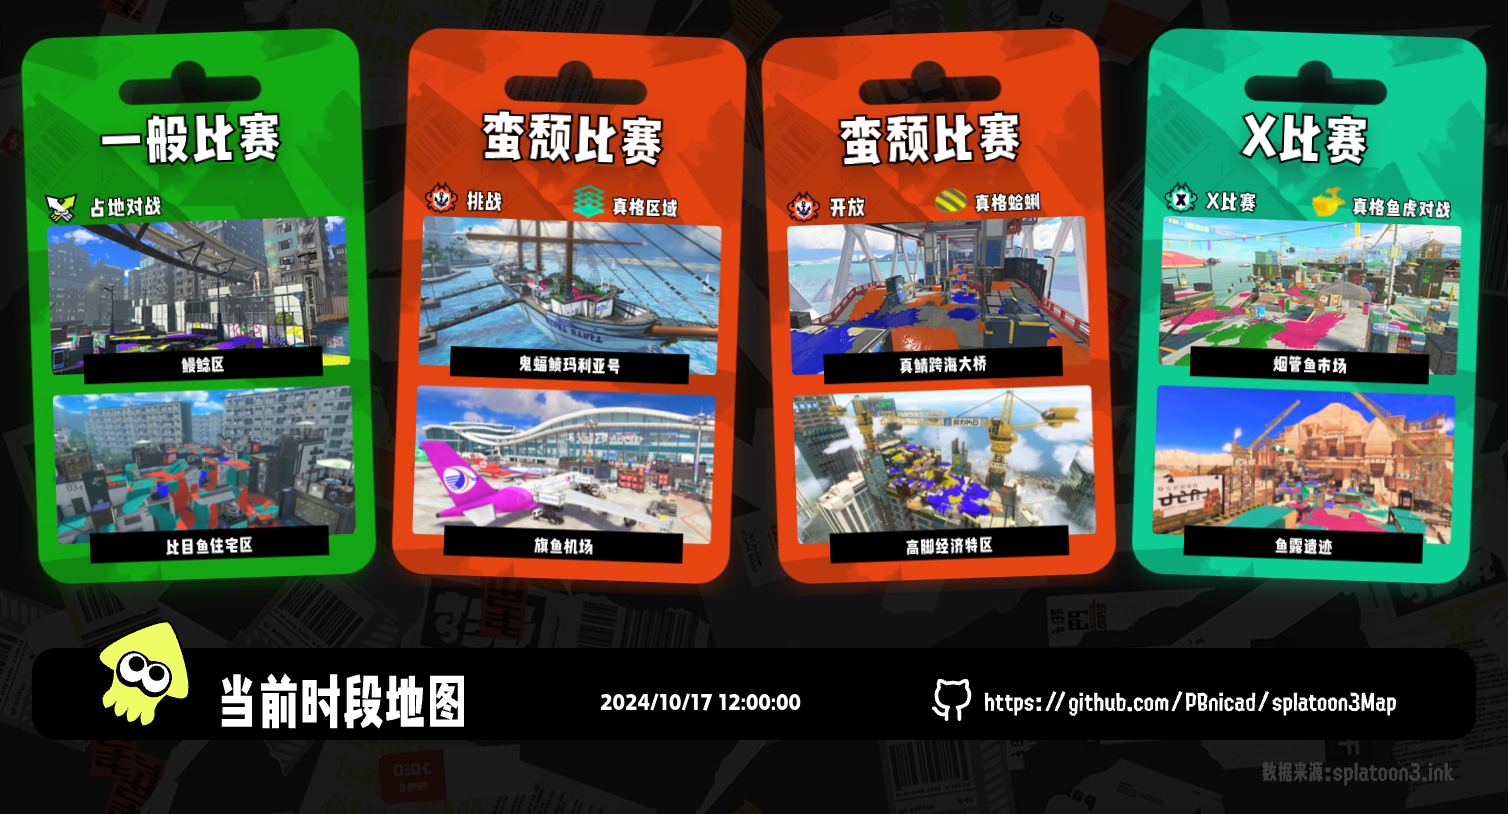 一般比赛
占地对战
鳗鲶区
比目鱼住宅区
蛮颓比赛
挑战
真格区域
鬼蝠鲼玛利亚号
旗鱼机场
蛮颓比赛
开放
真格蛤蜊
真鲷跨海大桥
高脚经济特区
X比赛
X比赛
真格鱼虎对战
烟管鱼市场
鱼露遗迹
当前时段地图
2024/10/17 12:00:00
https://github.com/PBnicad/splatoon3Map
数据来源:splatoon3.ink